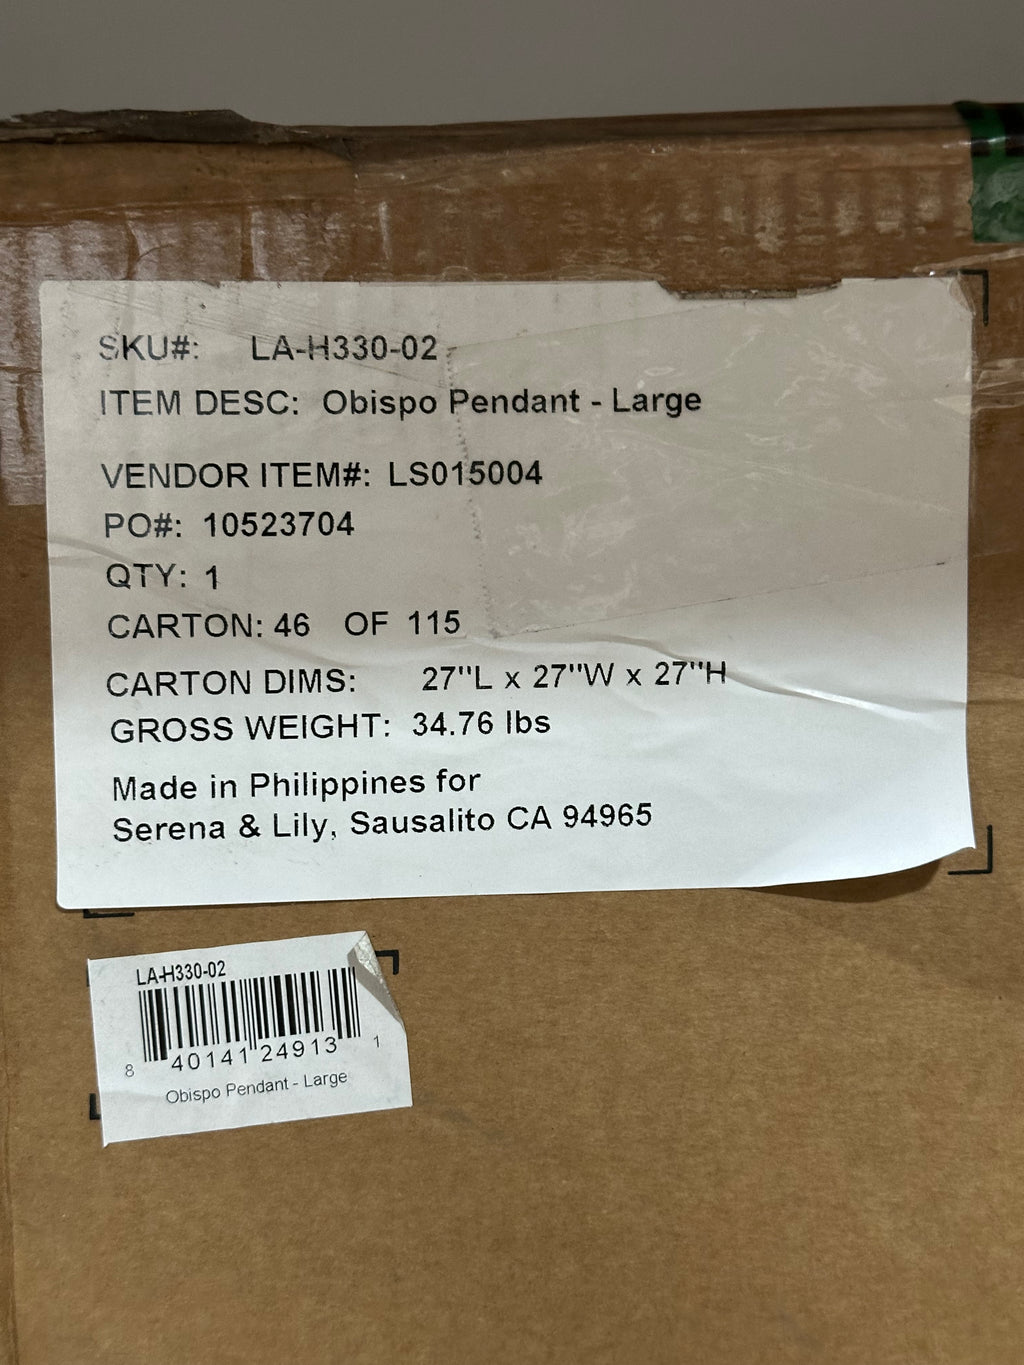 SKU#: LA-H330-02
ITEM DESC: Obispo Pendant - Large
VENDOR ITEM#: LS015004
PO#: 10523704
QTY: 1
CARTON: 46 OF 115
CARTON DIMS: 27"L x 27"W x 27"H
GROSS WEIGHT: 34.76 lbs
Made in Philippines for
Serena & Lily, Sausalito CA 94965
LA-H330-02
8 40141 24913 1
Obispo Pendant - Large